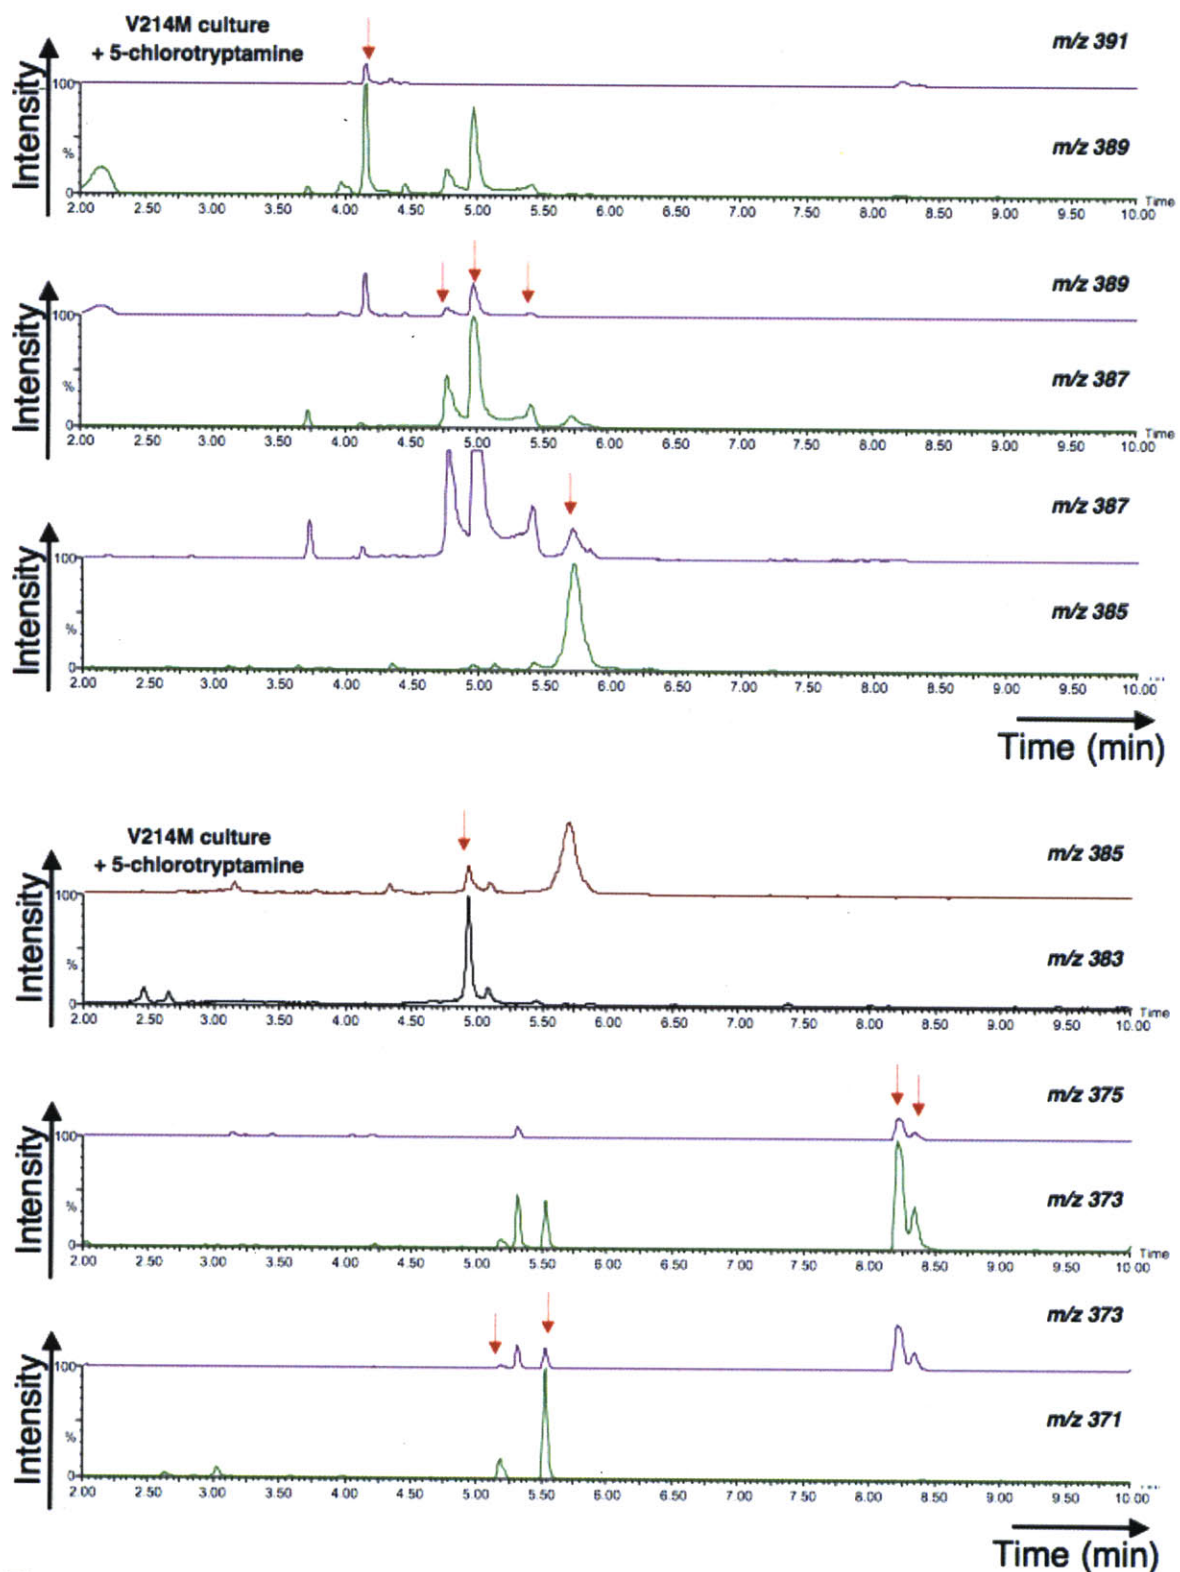 V214M culture
+ 5-chlorotryptamine
m/z 391
Intensity
100
%
m/z 389
0
2.00 2.50 3.00 3.50 4.00 4.50 5.00 5.50 6.00 6.50 7.00 7.50 8.00 8.50 9.00 9.50 10.00 Time
m/z 389
Intensity
100
%
m/z 387
0
2.00 2.50 3.00 3.50 4.00 4.50 5.00 5.50 6.00 6.50 7.00 7.50 8.00 8.50 9.00 9.50 10.00 Time
m/z 387
Intensity
100
%
m/z 385
0
2.00 2.50 3.00 3.50 4.00 4.50 5.00 5.50 6.00 6.50 7.00 7.50 8.00 8.50 9.00 9.50 10.00
Time (min)
V214M culture
+ 5-chlorotryptamine
m/z 385
Intensity
100
%
m/z 383
0
2.00 2.50 3.00 3.50 4.00 4.50 5.00 5.50 6.00 6.50 7.00 7.50 8.00 8.50 9.00 9.50 10.00 Time
m/z 375
Intensity
100
%
m/z 373
0
2.00 2.50 3.00 3.50 4.00 4.50 5.00 5.50 6.00 6.50 7.00 7.50 8.00 8.50 9.00 9.50 10.00 Time
m/z 373
Intensity
100
%
m/z 371
0
2.00 2.50 3.00 3.50 4.00 4.50 5.00 5.50 6.00 6.50 7.00 7.50 8.00 8.50 9.00 9.50 10.00
Time (min)